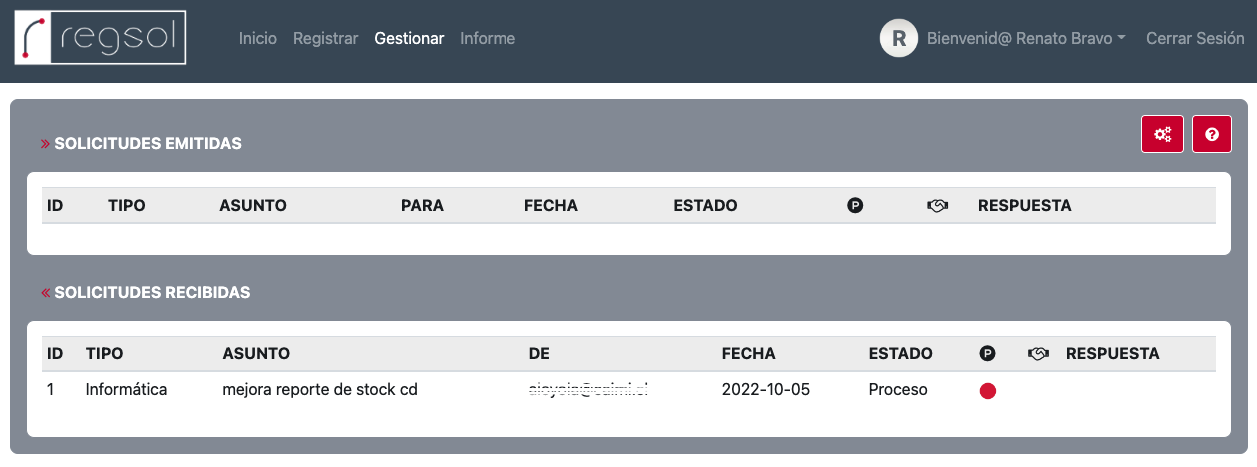 regsol Inicio Registrar Gestionar Informe R Bienvenid@ Renato Bravo Cerrar Sesión
» SOLICITUDES EMITIDAS
ID TIPO ASUNTO PARA FECHA ESTADO P RESPUESTA
« SOLICITUDES RECIBIDAS
ID TIPO ASUNTO DE FECHA ESTADO P RESPUESTA
1 Informática mejora reporte de stock cd 2022-10-05 Proceso